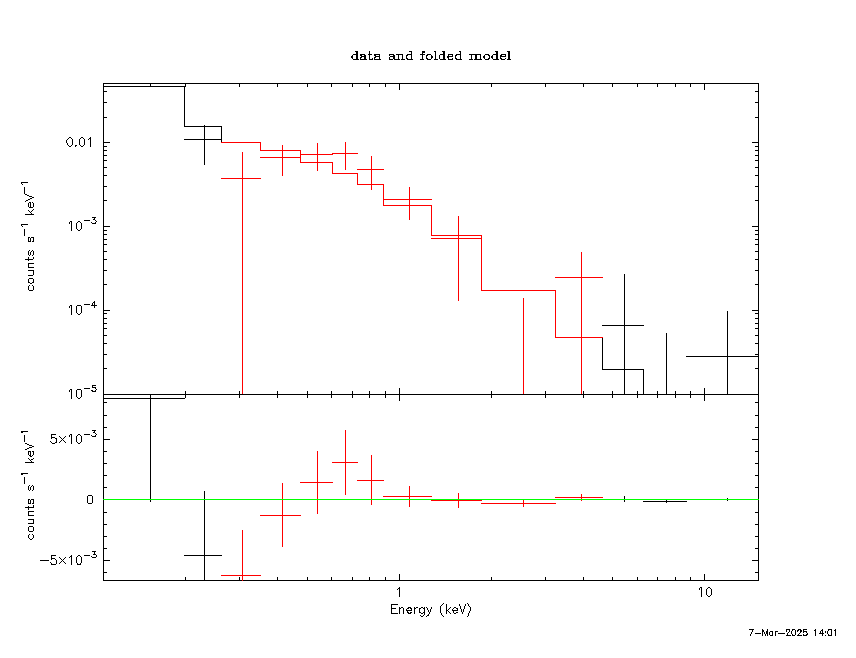 data and folded model
counts s⁻¹ keV⁻¹
0.01
10⁻³
10⁻⁴
10⁻⁵
counts s⁻¹ keV⁻¹
5×10⁻³
0
−5×10⁻³
1
10
Energy (keV)
7−Mar−2025 14:01